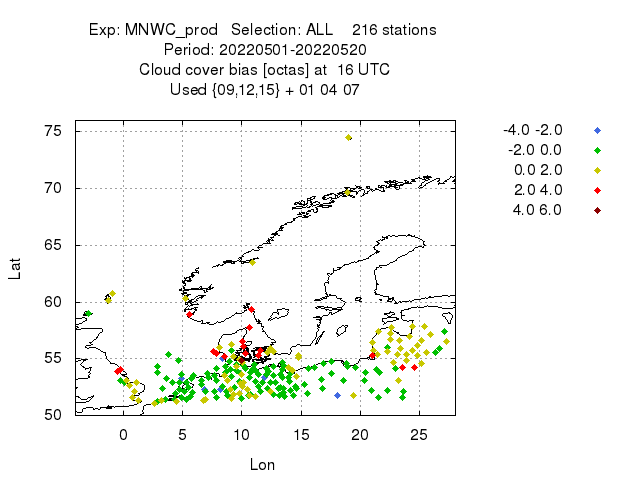 Exp: MNWC_prod   Selection: ALL    216 stations
Period: 20220501-20220520
Cloud cover bias [octas] at  16 UTC
Used {09,12,15} + 01 04 07
-4.0 -2.0
-2.0 0.0
0.0 2.0
2.0 4.0
4.0 6.0
75
70
65
60
55
50
Lat
0 5 10 15 20 25
Lon